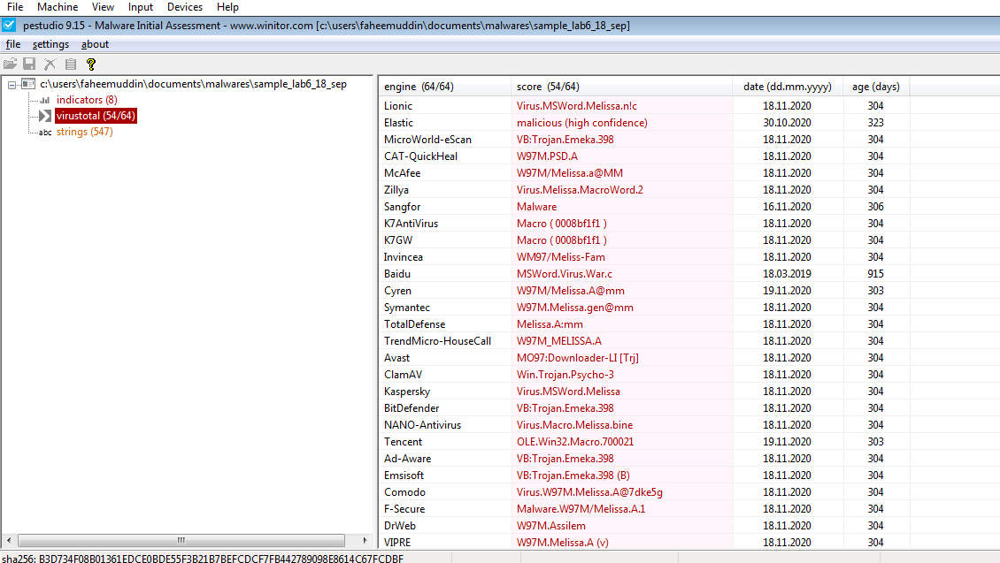 File Machine View Input Devices Help
pestudio 9.15 - Malware Initial Assessment - www.winitor.com [c:\users\faheemuddin\documents\malwares\sample_lab6_18_sep]
file settings about
c:\users\faheemuddin\documents\malwares\sample_lab6_18_sep
indicators (8)
virustotal (54/64)
abc strings (547)
engine (64/64) score (54/64) date (dd.mm.yyyy) age (days)
Lionic Virus.MSWord.Melissa.n!c 18.11.2020 304
Elastic malicious (high confidence) 30.10.2020 323
MicroWorld-eScan VB:Trojan.Emeka.398 18.11.2020 304
CAT-QuickHeal W97M.PSD.A 18.11.2020 304
McAfee W97M/Melissa.a@MM 18.11.2020 304
Zillya Virus.Melissa.MacroWord.2 18.11.2020 304
Sangfor Malware 16.11.2020 306
K7AntiVirus Macro ( 0008bf1f1 ) 18.11.2020 304
K7GW Macro ( 0008bf1f1 ) 18.11.2020 304
Invincea WM97/Meliss-Fam 18.11.2020 304
Baidu MSWord.Virus.War.c 18.03.2019 915
Cyren W97M/Melissa.A@mm 19.11.2020 303
Symantec W97M.Melissa.gen@mm 18.11.2020 304
TotalDefense Melissa.A:mm 18.11.2020 304
TrendMicro-HouseCall W97M_MELISSA.A 18.11.2020 304
Avast MO97:Downloader-LI [Trj] 18.11.2020 304
ClamAV Win.Trojan.Psycho-3 18.11.2020 304
Kaspersky Virus.MSWord.Melissa 18.11.2020 304
BitDefender VB:Trojan.Emeka.398 18.11.2020 304
NANO-Antivirus Virus.Macro.Melissa.bine 18.11.2020 304
Tencent OLE.Win32.Macro.700021 19.11.2020 303
Ad-Aware VB:Trojan.Emeka.398 18.11.2020 304
Emsisoft VB:Trojan.Emeka.398 (B) 18.11.2020 304
Comodo Virus.W97M.Melissa.A@7dke5g 18.11.2020 304
F-Secure Malware.W97M/Melissa.A.1 18.11.2020 304
DrWeb W97M.Assilem 18.11.2020 304
VIPRE W97M.Melissa.A (v) 18.11.2020 304
sha256: B3D734F08B01361EDCE0BDE55F3B21B7BEFCDCF7FB442789098E8614C67FCDBF